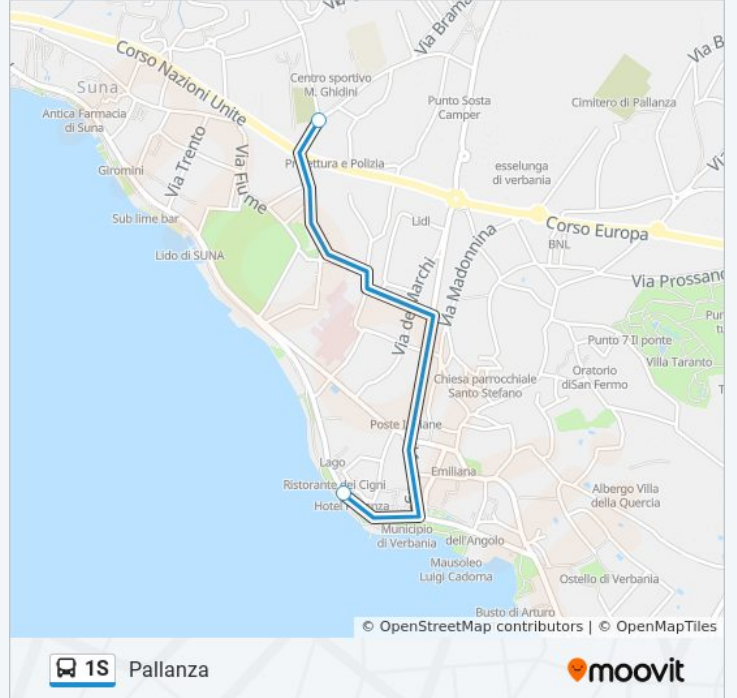 Via Brama
Via B
Corso Nazioni Unite
Centro sportivo
M. Ghidini
Suna
Punto Sosta
Camper
Cimitero di Pallanza
Antica Farmacia
di Suna
Via Trento
Via Fiume
Prefettura e Polizia
esselunga
di verbania
Giromini
Sub lime bar
Lidl
Corso Europa
BNL
Lido di SUNA
Via Madonnina
Via Prossano
Via de Marchi
Punto 7 Il ponte
Villa Taranto
Oratorio
diSan Fermo
Chiesa parrocchiale
Santo Stefano
Poste Italiane
Lago
Emiliana
Ristorante dei Cigni
Hotel Pallanza
Albergo Villa
della Quercia
Municipio
di Verbania
dell'Angolo
Mausoleo
Luigi Cadorna
Ostello di Verbania
Busto di Arturo
© OpenStreetMap contributors | © OpenMapTiles
1S Pallanza
moovit